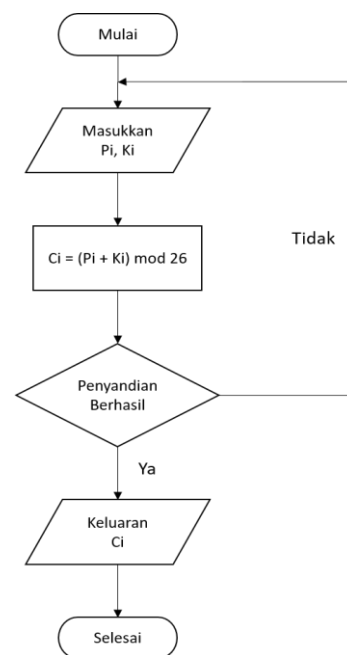 Mulai
Masukkan
Pi, Ki
Ci = (Pi + Ki) mod 26
Tidak
Penyandian
Berhasil
Ya
Keluaran
Ci
Selesai